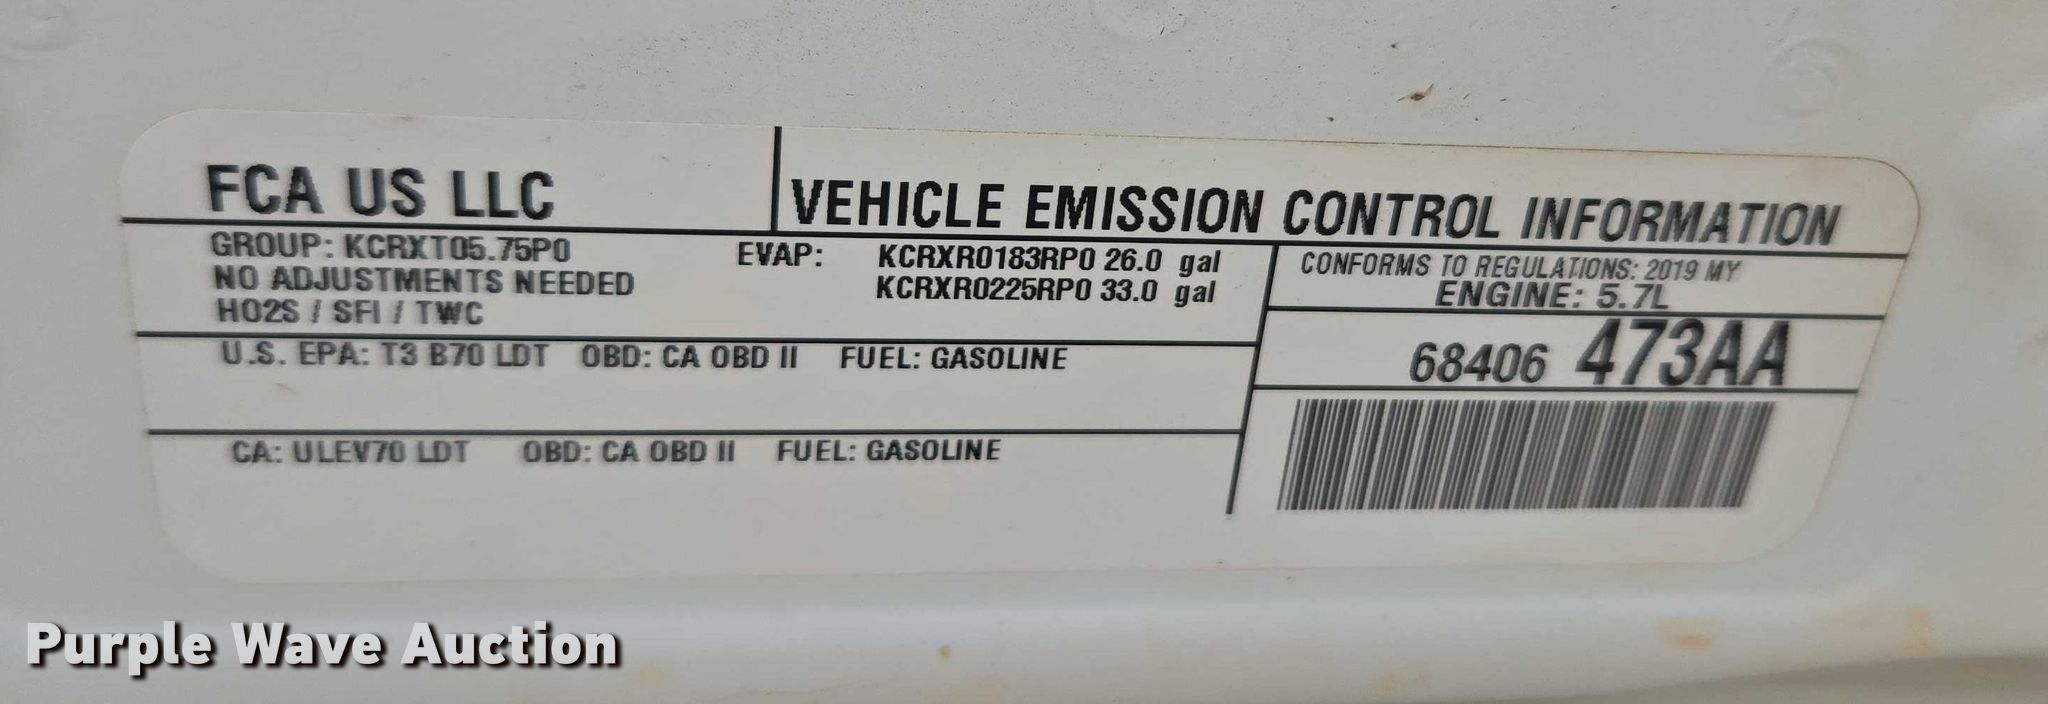 FCA US LLC
VEHICLE EMISSION CONTROL INFORMATION
GROUP: KCRXT05.75P0
NO ADJUSTMENTS NEEDED
HO2S / SFI / TWC
EVAP: KCRXR0183RP0 26.0 gal
KCRXR0225RP0 33.0 gal
CONFORMS TO REGULATIONS: 2019 MY
ENGINE: 5.7L
U.S. EPA: T3 B70 LDT OBD: CA OBD II FUEL: GASOLINE
68406 473AA
CA: ULEV70 LDT OBD: CA OBD II FUEL: GASOLINE
Purple Wave Auction